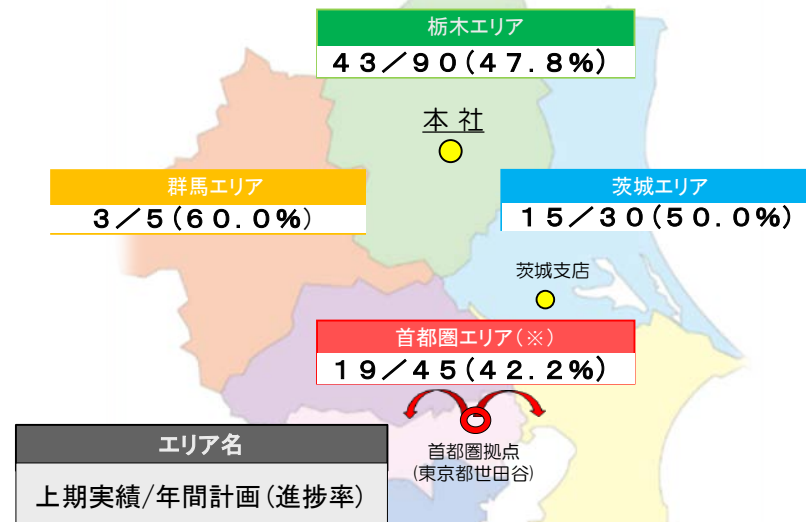 栃木エリア
４３／９０（４７.８%）
本 社
群馬エリア
３／５（６０.０%）
茨城エリア
１５／３０（５０.０%）
茨城支店
首都圏エリア（※）
１９／４５（４２.２%）
首都圏拠点
(東京都世田谷)
エリア名
上期実績/年間計画（進捗率）